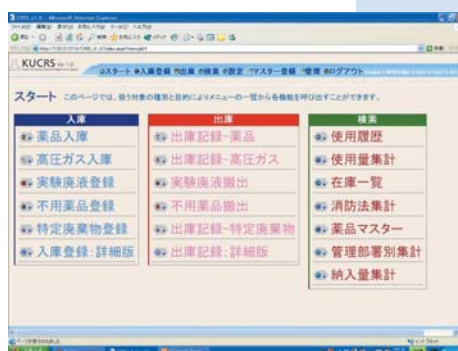 KUCRS
スタート 入庫登録 出庫 検索 設定 マスター登録 管理 ログアウト
スタート このページでは、扱う対象の種別と目的によりメニューの一覧から各機能を呼び出すことができます。
入庫
薬品入庫
高圧ガス入庫
実験廃液登録
不用薬品登録
特定廃棄物登録
入庫登録:詳細版
出庫
出庫記録-薬品
出庫記録-高圧ガス
実験廃液搬出
不用薬品搬出
出庫記録-特定廃棄物
出庫記録:詳細版
検索
使用履歴
使用量集計
在庫一覧
消防法集計
薬品マスター
管理部署別集計
納入量集計